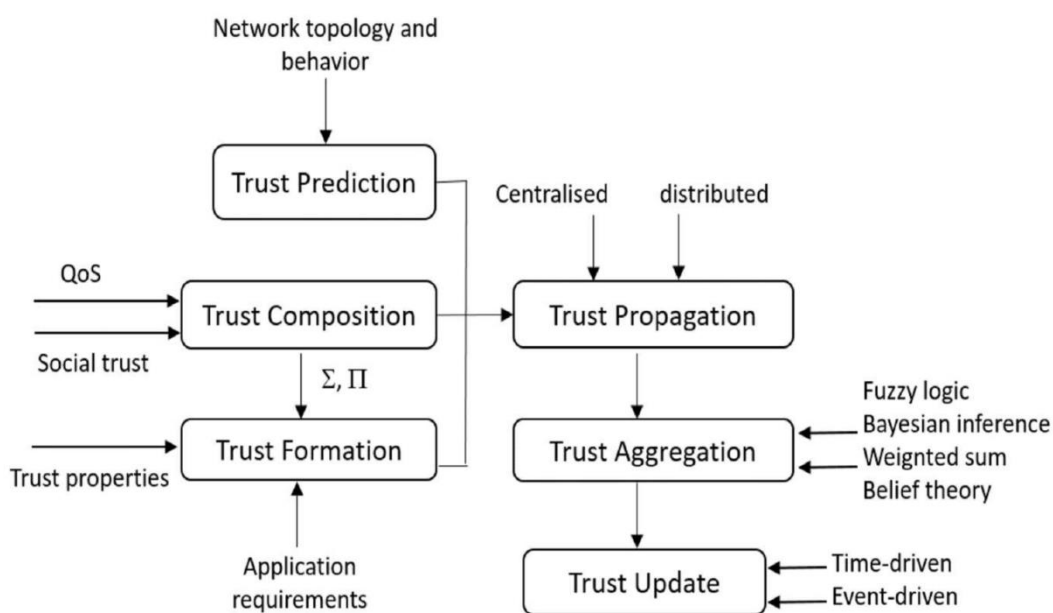 Network topology and
behavior
Trust Prediction
Centralised
distributed
QoS
Trust Composition
Trust Propagation
Social trust
Σ, Π
Fuzzy logic
Trust Formation
Trust Aggregation
Bayesian inference
Trust properties
Weignted sum
Belief theory
Application
requirements
Trust Update
Time-driven
Event-driven